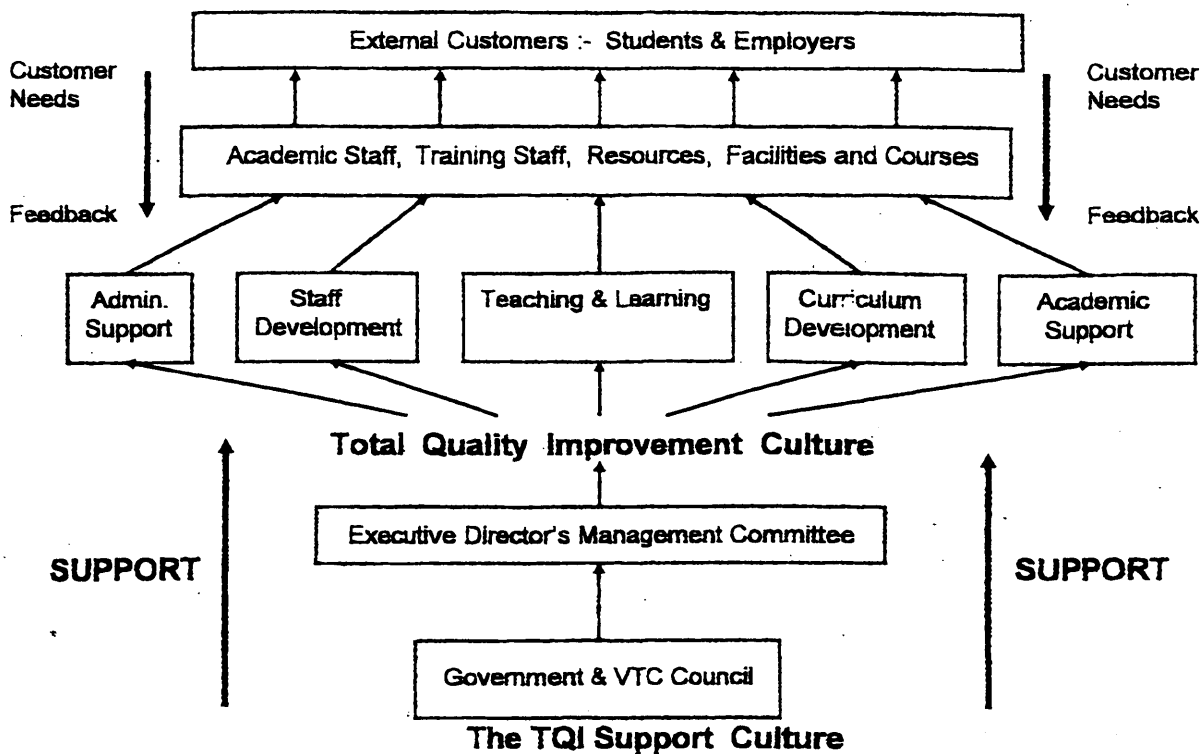 External Customers :- Students & Employers
Customer
Needs
Customer
Needs
Academic Staff, Training Staff, Resources, Facilities and Courses
Feedback
Feedback
Admin.
Support
Staff
Development
Teaching & Learning
Curriculum
Development
Academic
Support
Total Quality Improvement Culture
Executive Director's Management Committee
SUPPORT
SUPPORT
Government & VTC Council
The TQI Support Culture